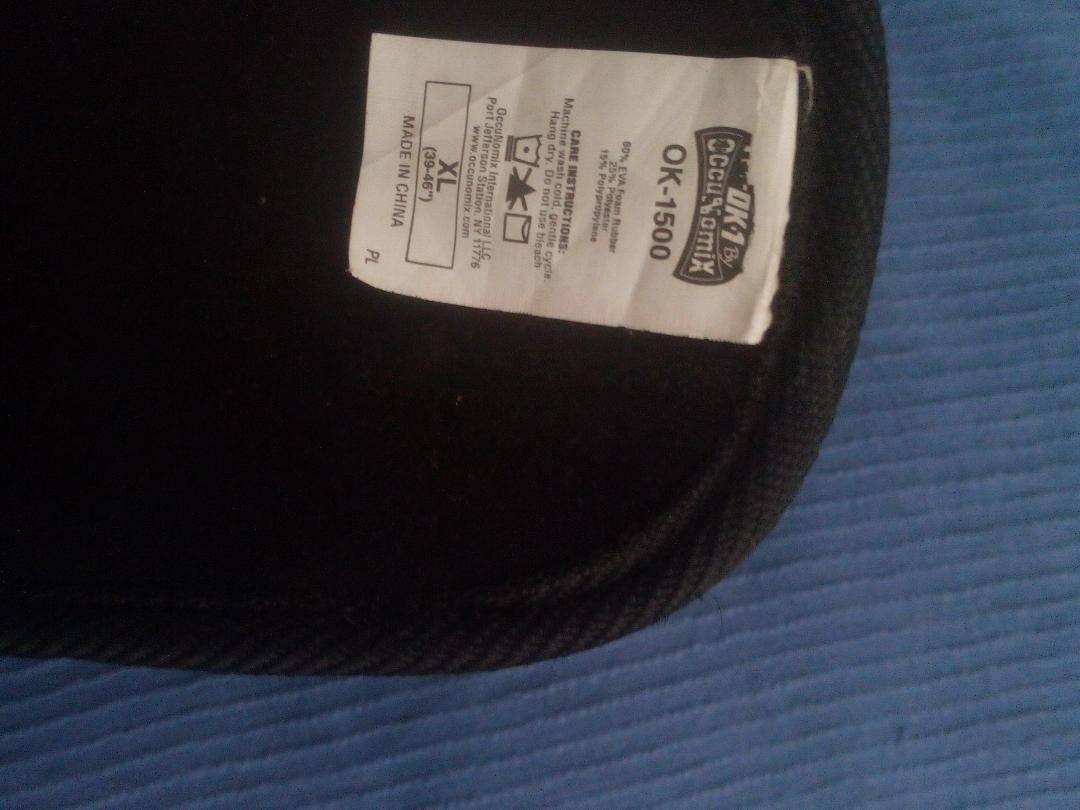 OK-1 By
OccuNomix
OK-1500
60% EVA Foam Rubber
25% Polyester
15% Polypropylene
CARE INSTRUCTIONS:
Machine wash cold, gentle cycle.
Hang dry. Do not use bleach
OccuNomix International LLC
Port Jefferson Station, NY 11776
www.occunomix.com
XL
(39-46")
MADE IN CHINA
PL